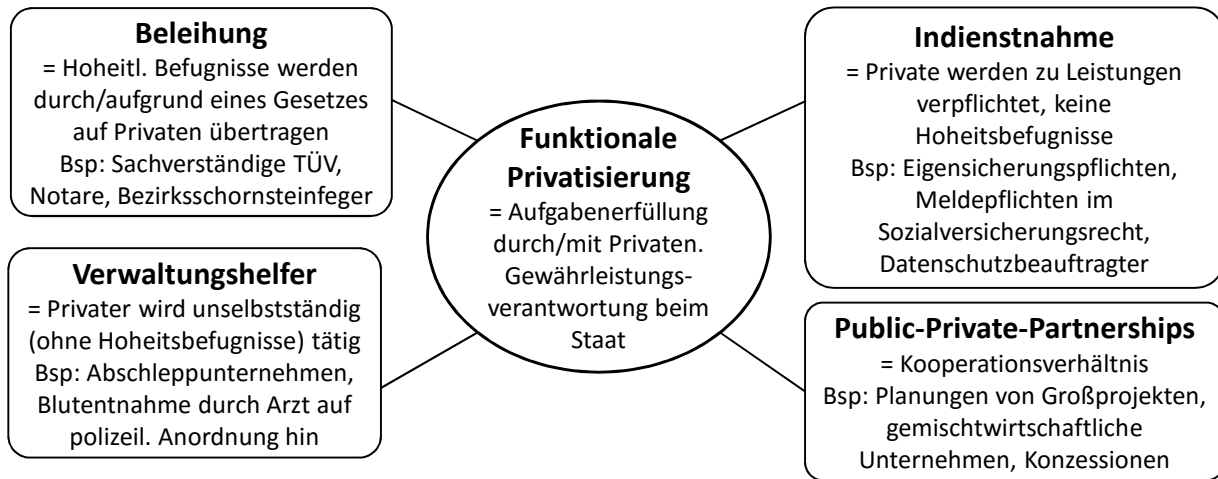 Beleihung
= Hoheitl. Befugnisse werden
durch/aufgrund eines Gesetzes
auf Privaten übertragen
Bsp: Sachverständige TÜV,
Notare, Bezirksschornsteinfeger
Verwaltungshelfer
= Privater wird unselbstständig
(ohne Hoheitsbefugnisse) tätig
Bsp: Abschleppunternehmen,
Blutentnahme durch Arzt auf
polizeil. Anordnung hin
Funktionale
Privatisierung
= Aufgabenerfüllung
durch/mit Privaten.
Gewährleistungs-
verantwortung beim
Staat
Indienstnahme
= Private werden zu Leistungen
verpflichtet, keine
Hoheitsbefugnisse
Bsp: Eigensicherungspflichten,
Meldepflichten im
Sozialversicherungsrecht,
Datenschutzbeauftragter
Public-Private-Partnerships
= Kooperationsverhältnis
Bsp: Planungen von Großprojekten,
gemischtwirtschaftliche
Unternehmen, Konzessionen